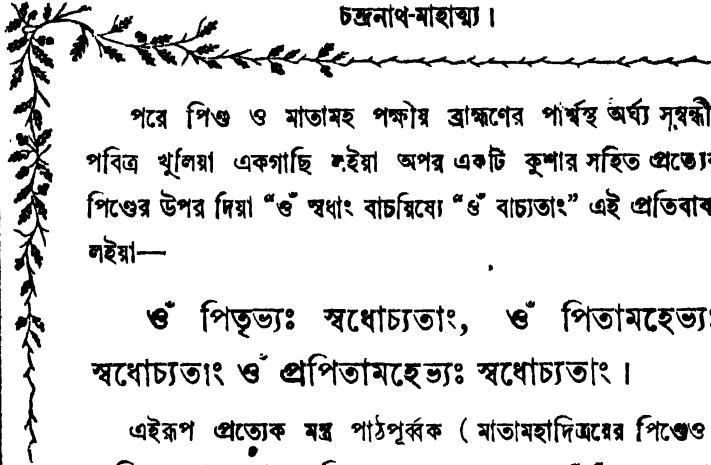 চন্দ্রনাথ-মাহাত্ম্য।
পরে পিণ্ড ও মাতামহ পক্ষীয় ব্রাহ্মণের পার্শ্বস্থ অর্ঘ্য সম্বন্ধী
পবিত্র খুলিয়া একগাছি লইয়া অপর একটি কুশার সহিত
পিণ্ডের উপর দিয়া “ওঁ স্বধাং বাচয়িষ্যে “ওঁ বাচ্যতাং” এই
লইয়া—
ওঁ পিতৃভ্যঃ স্বধোচ্যতাং, ওঁ পিতামহেভ্যঃ
স্বধোচ্যতাং ওঁ প্রপিতামহেভ্যঃ স্বধোচ্যতাং।
এইরূপ প্রত্যেক মন্ত্র পাঠপূর্ব্বক ( মাতামহাদিত্রয়ের পিণ্ডেও